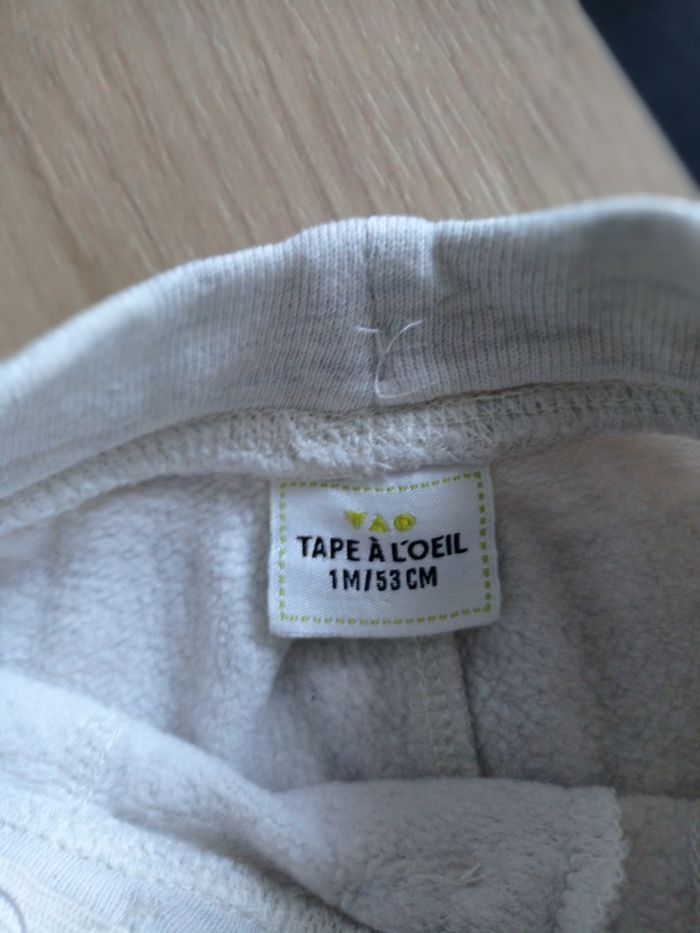 TAO
TAPE À L'OEIL
1M/53CM